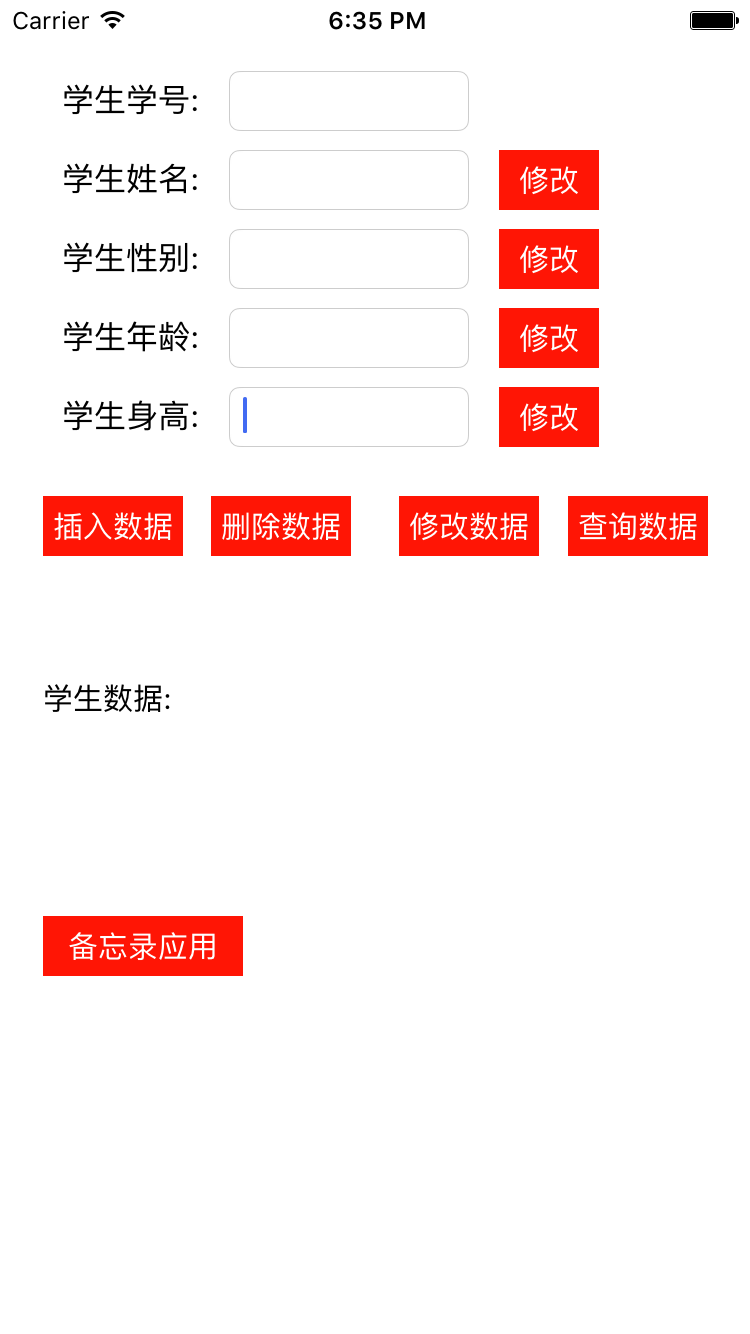 Carrier 6:35 PM
学生学号:
学生姓名: 修改
学生性别: 修改
学生年龄: 修改
学生身高: 修改
插入数据 删除数据 修改数据 查询数据
学生数据:
备忘录应用